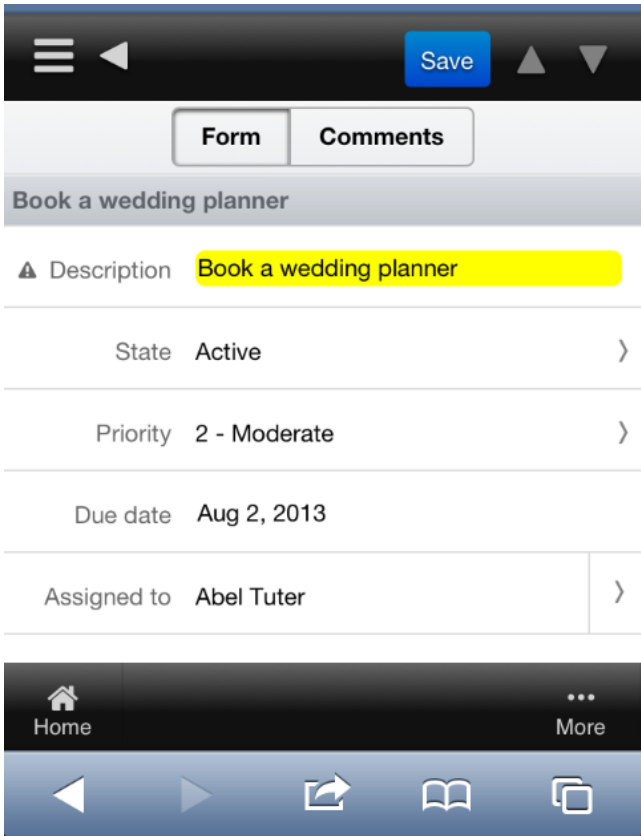 Save
Form Comments
Book a wedding planner
Description Book a wedding planner
State Active
Priority 2 - Moderate
Due date Aug 2, 2013
Assigned to Abel Tuter
Home More